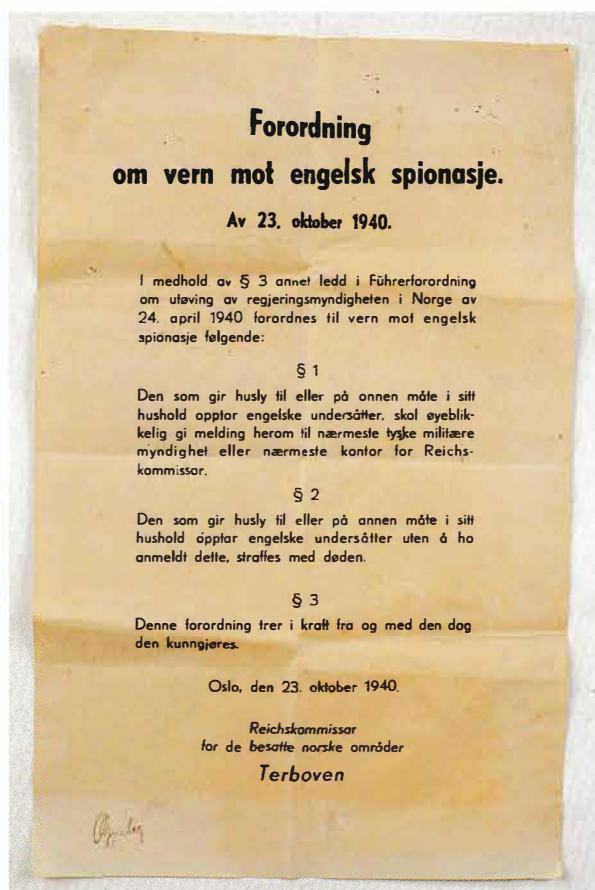 Forordning
om vern mot engelsk spionasje.
Av 23. oktober 1940.
I medhold av § 3 annet ledd i Führerforordning
om utøving av regjeringsmyndigheten i Norge av
24. april 1940 forordnes til vern mot engelsk
spionasje følgende:
§ 1
Den som gir husly til eller på annen måte i sitt
hushold opptar engelske undersåtter, skal øyeblik-
kelig gi melding herom til nærmeste tyske militære
myndighet eller nærmeste kontor for Reichs-
kommissar.
§ 2
Den som gir husly til eller på annen måte i sitt
hushold opptar engelske undersåtter uten å ha
anmeldt dette, straffes med døden.
§ 3
Denne forordning trer i kraft fra og med den dag
den kunngjøres.
Oslo, den 23. oktober 1940.
Reichskommissar
for de besatte norske områder
Terboven